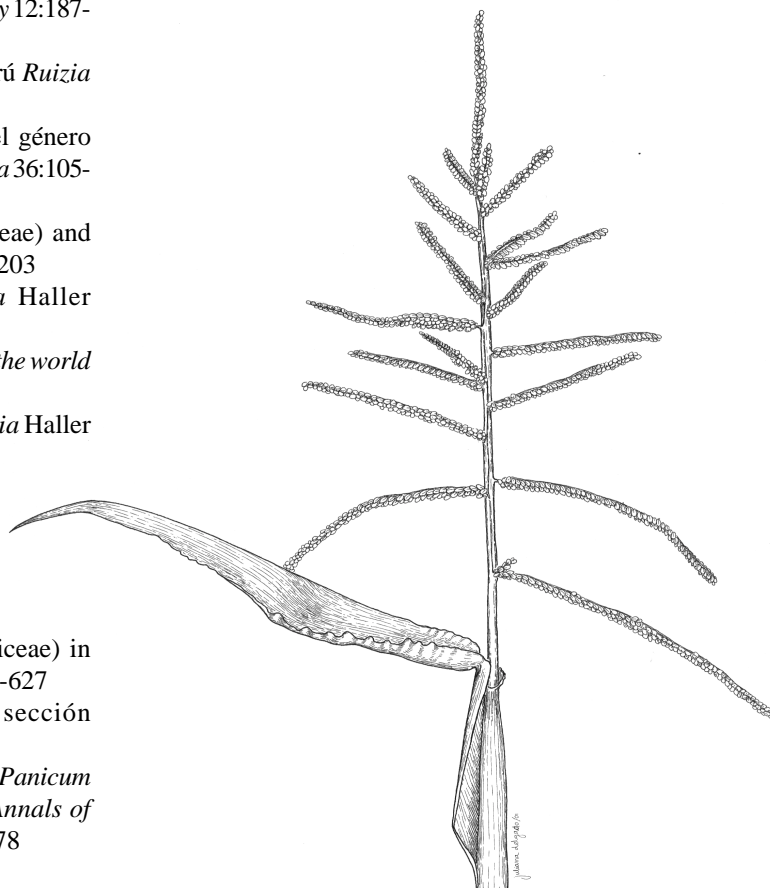 y 12:187-
rú Ruizia
el género
a 36:105-
eae) and
203
a Haller
the world
ia Haller
iceae) in
-627
sección
Panicum
Annals of
78